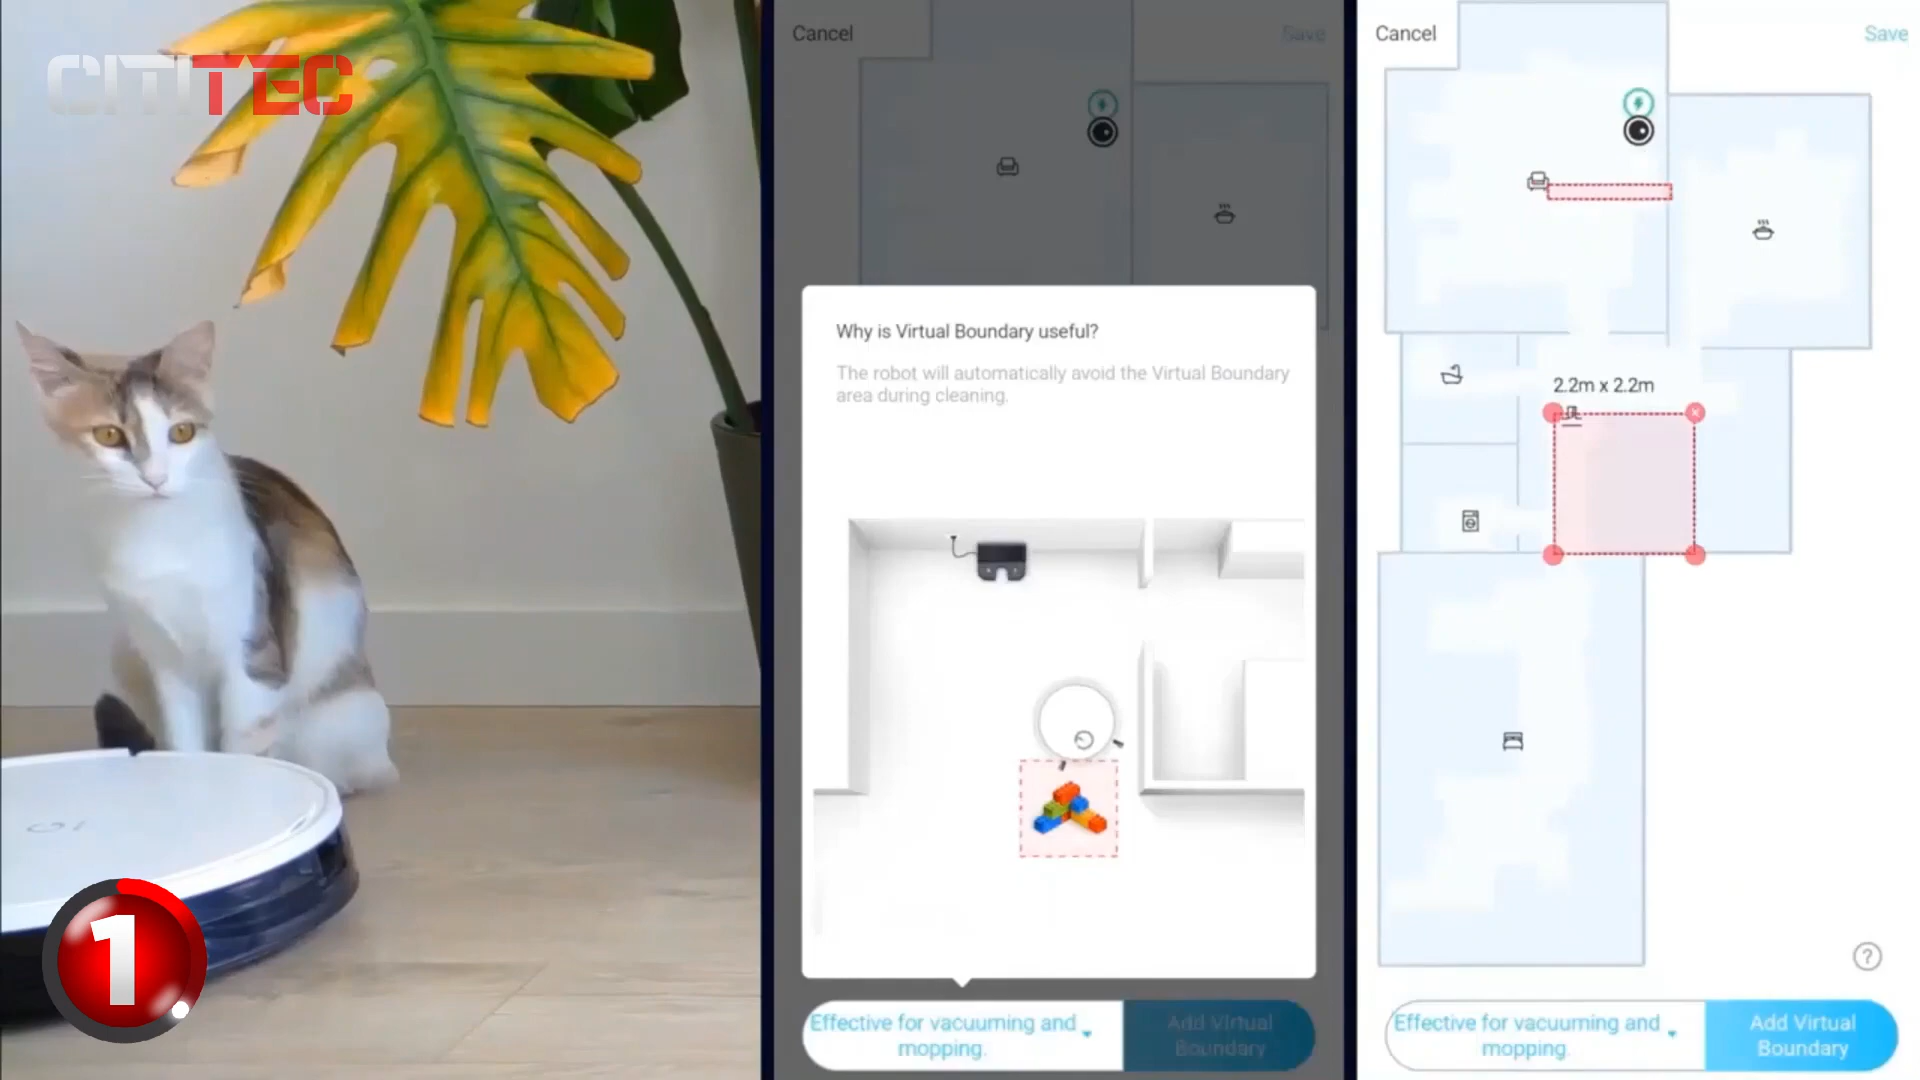 CITITEC
1
Cancel
Save
Why is Virtual Boundary useful?
The robot will automatically avoid the Virtual Boundary
area during cleaning.
Effective for vacuuming and
mopping.
Add Virtual
Boundary
Cancel
Save
2.2m x 2.2m
?
Effective for vacuuming and
mopping.
Add Virtual
Boundary